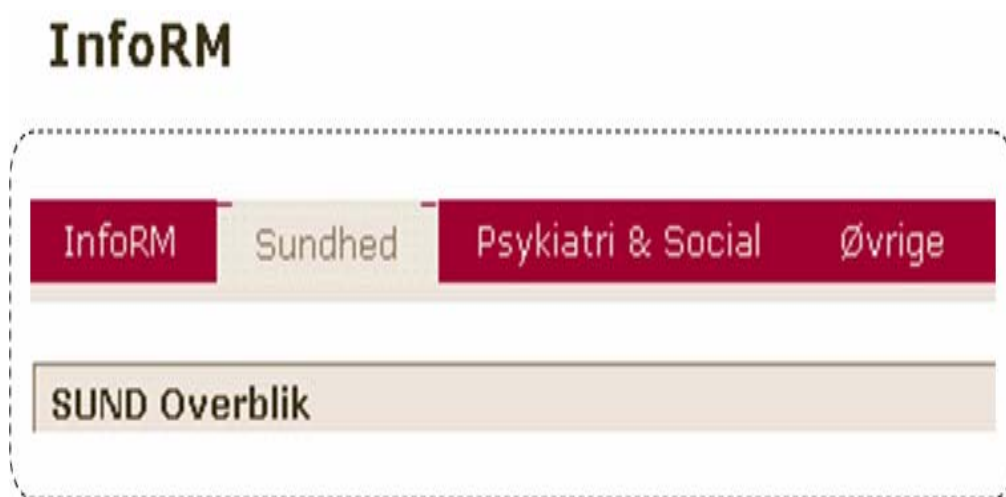 InfoRM
InfoRM Sundhed Psykiatri & Social Øvrige
SUND Overblik